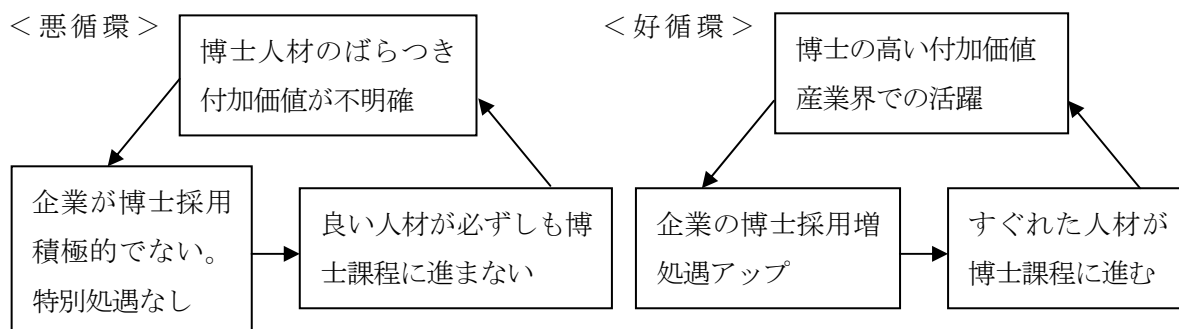 ＜悪循環＞
博士人材のばらつき
付加価値が不明確
企業が博士採用
積極的でない。
特別処遇なし
良い人材が必ずしも博
士課程に進まない
＜好循環＞
博士の高い付加価値
産業界での活躍
企業の博士採用増
処遇アップ
すぐれた人材が
博士課程に進む